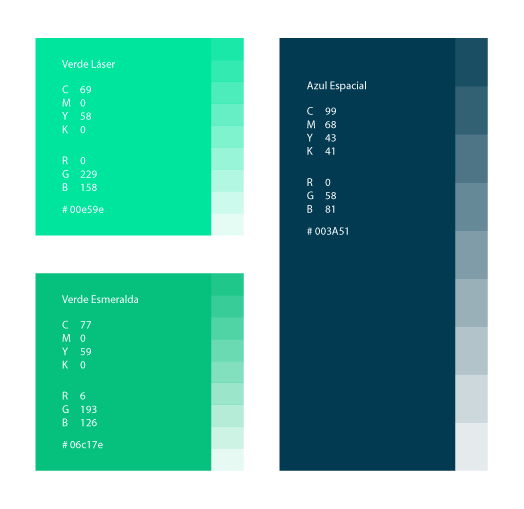 Verde Láser
C 69
M 0
Y 58
K 0
R 0
G 229
B 158
# 00e59e
Verde Esmeralda
C 77
M 0
Y 59
K 0
R 6
G 193
B 126
# 06c17e
Azul Espacial
C 99
M 68
Y 43
K 41
R 0
G 58
B 81
# 003A51